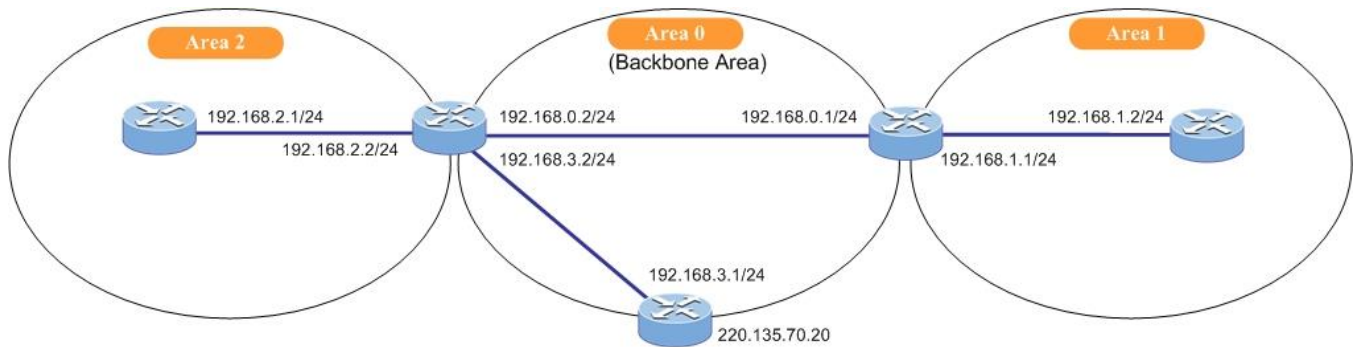 Area 2
Area 0
(Backbone Area)
Area 1
192.168.2.1/24
192.168.2.2/24
192.168.0.2/24
192.168.3.2/24
192.168.0.1/24
192.168.1.1/24
192.168.1.2/24
192.168.3.1/24
220.135.70.20